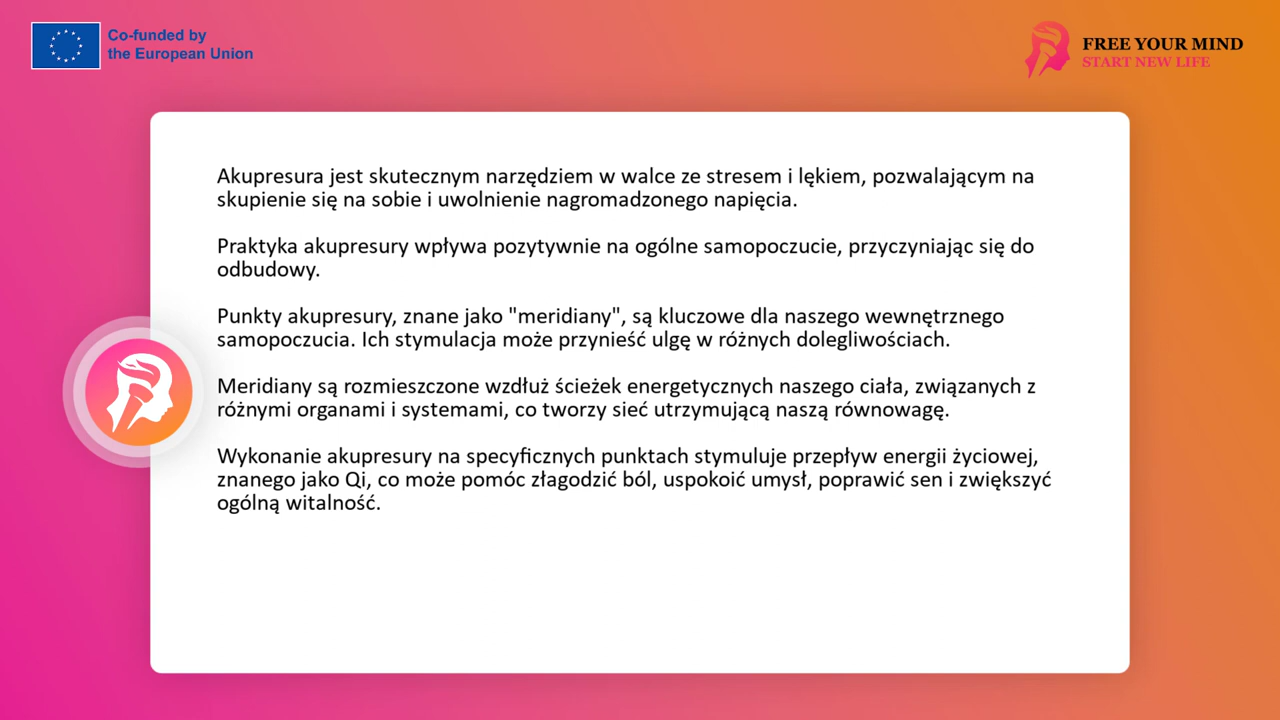 Co-funded by
the European Union
FREE YOUR MIND
START NEW LIFE
Akupresura jest skutecznym narzędziem w walce ze stresem i lękiem, pozwalającym na
skupienie się na sobie i uwolnienie nagromadzonego napięcia.
Praktyka akupresury wpływa pozytywnie na ogólne samopoczucie, przyczyniając się do
odbudowy.
Punkty akupresury, znane jako "meridiany", są kluczowe dla naszego wewnętrznego
samopoczucia. Ich stymulacja może przynieść ulgę w różnych dolegliwościach.
Meridiany są rozmieszczone wzdłuż ścieżek energetycznych naszego ciała, związanych z
różnymi organami i systemami, co tworzy sieć utrzymującą naszą równowagę.
Wykonanie akupresury na specyficznych punktach stymuluje przepływ energii życiowej,
znanego jako Qi, co może pomóc złagodzić ból, uspokoić umysł, poprawić sen i zwiększyć
ogólną witalność.